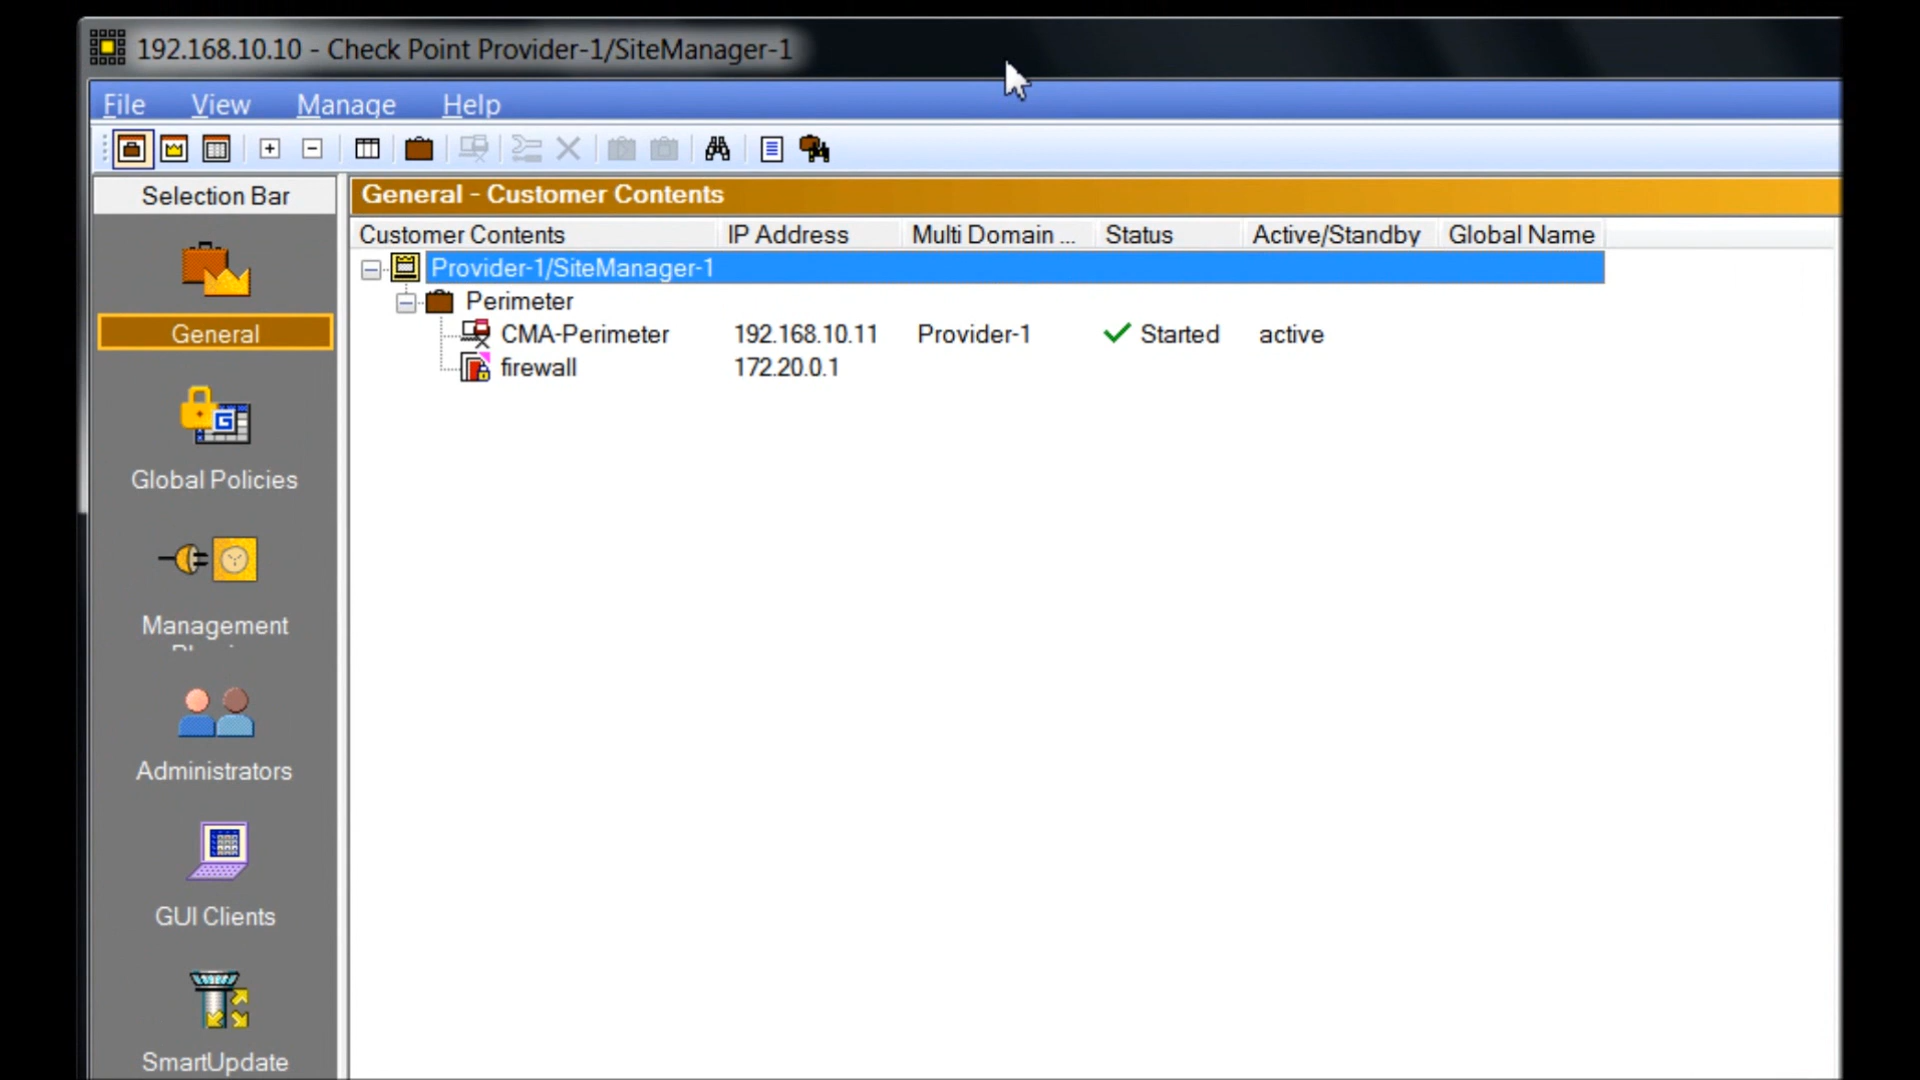 192.168.10.10 - Check Point Provider-1/SiteManager-1
File View Manage Help
Selection Bar
General - Customer Contents
Customer Contents IP Address Multi Domain ... Status Active/Standby Global Name
Provider-1/SiteManager-1
Perimeter
CMA-Perimeter 192.168.10.11 Provider-1 Started active
firewall 172.20.0.1
General
Global Policies
Management
Administrators
GUI Clients
SmartUpdate